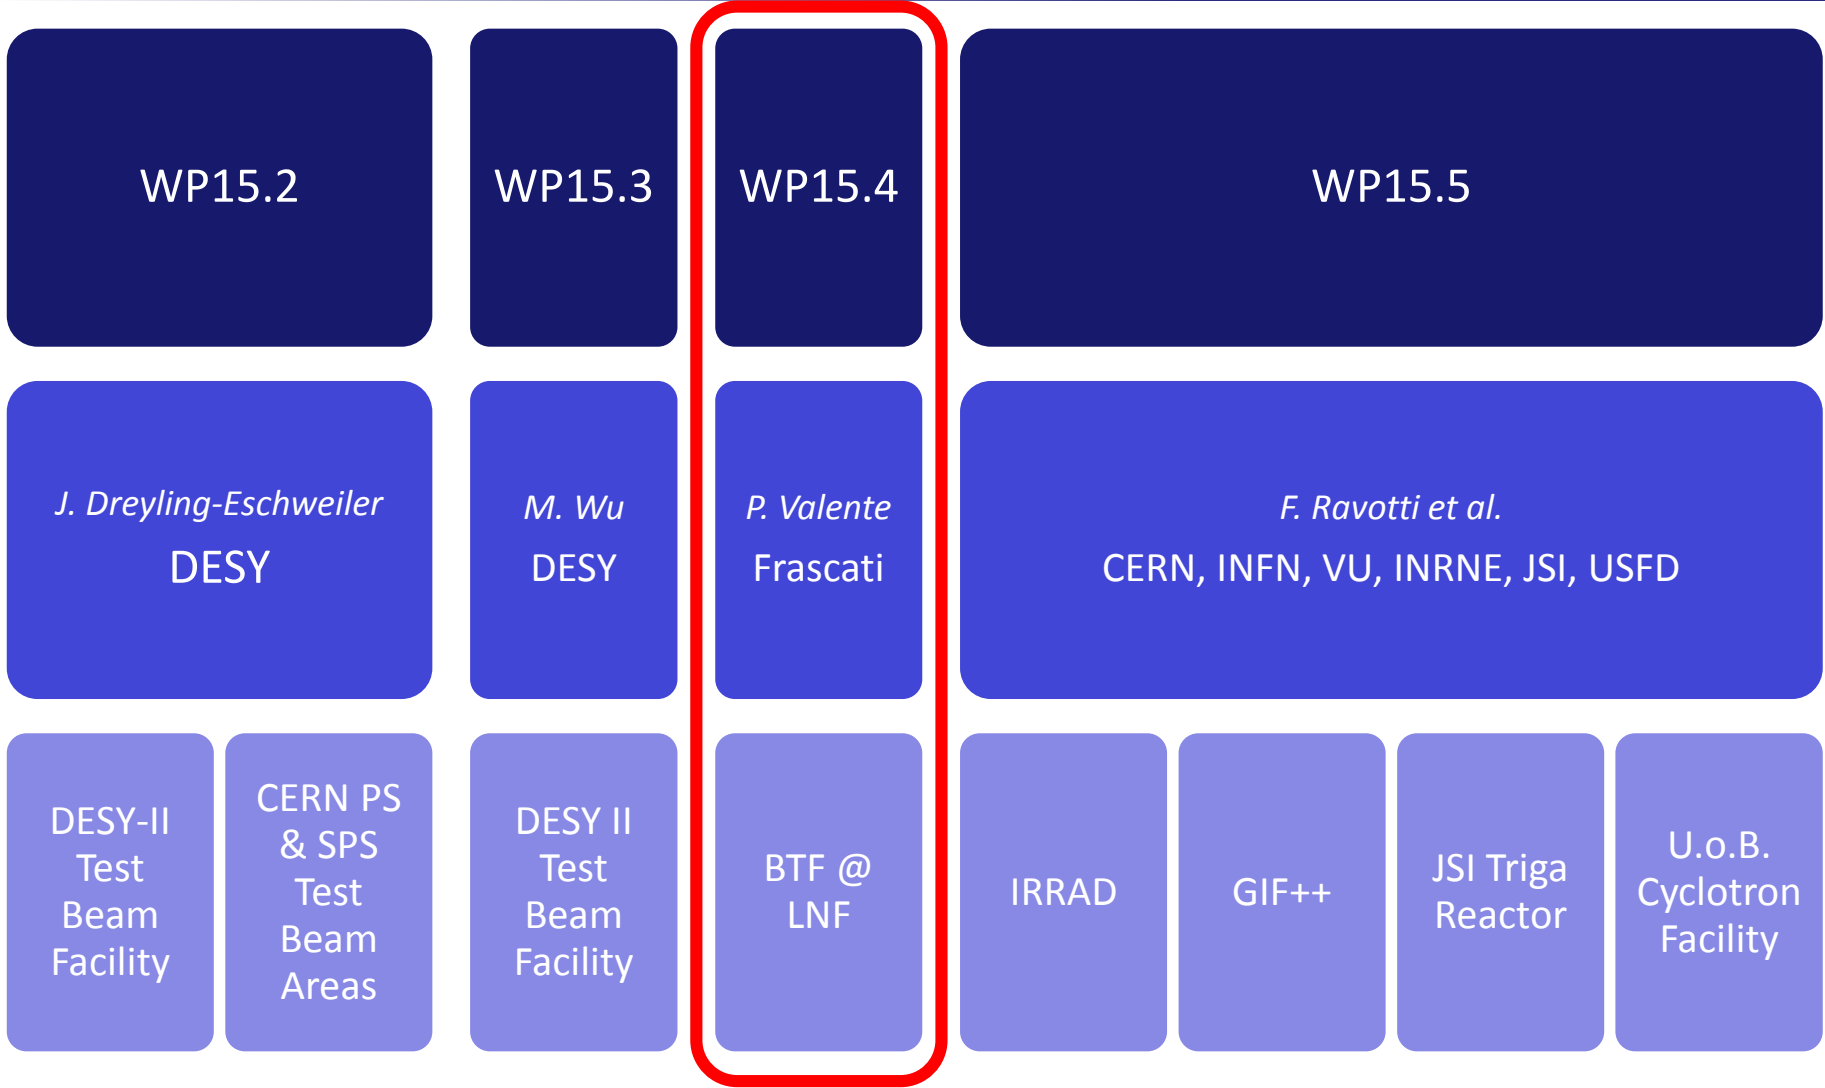 WP15.2
WP15.3
WP15.4
WP15.5
J. Dreyling-Eschweiler
DESY
M. Wu
DESY
P. Valente
Frascati
F. Ravotti et al.
CERN, INFN, VU, INRNE, JSI, USFD
DESY-II
Test
Beam
Facility
CERN PS
& SPS
Test
Beam
Areas
DESY II
Test
Beam
Facility
BTF @
LNF
IRRAD
GIF++
JSI Triga
Reactor
U.o.B.
Cyclotron
Facility